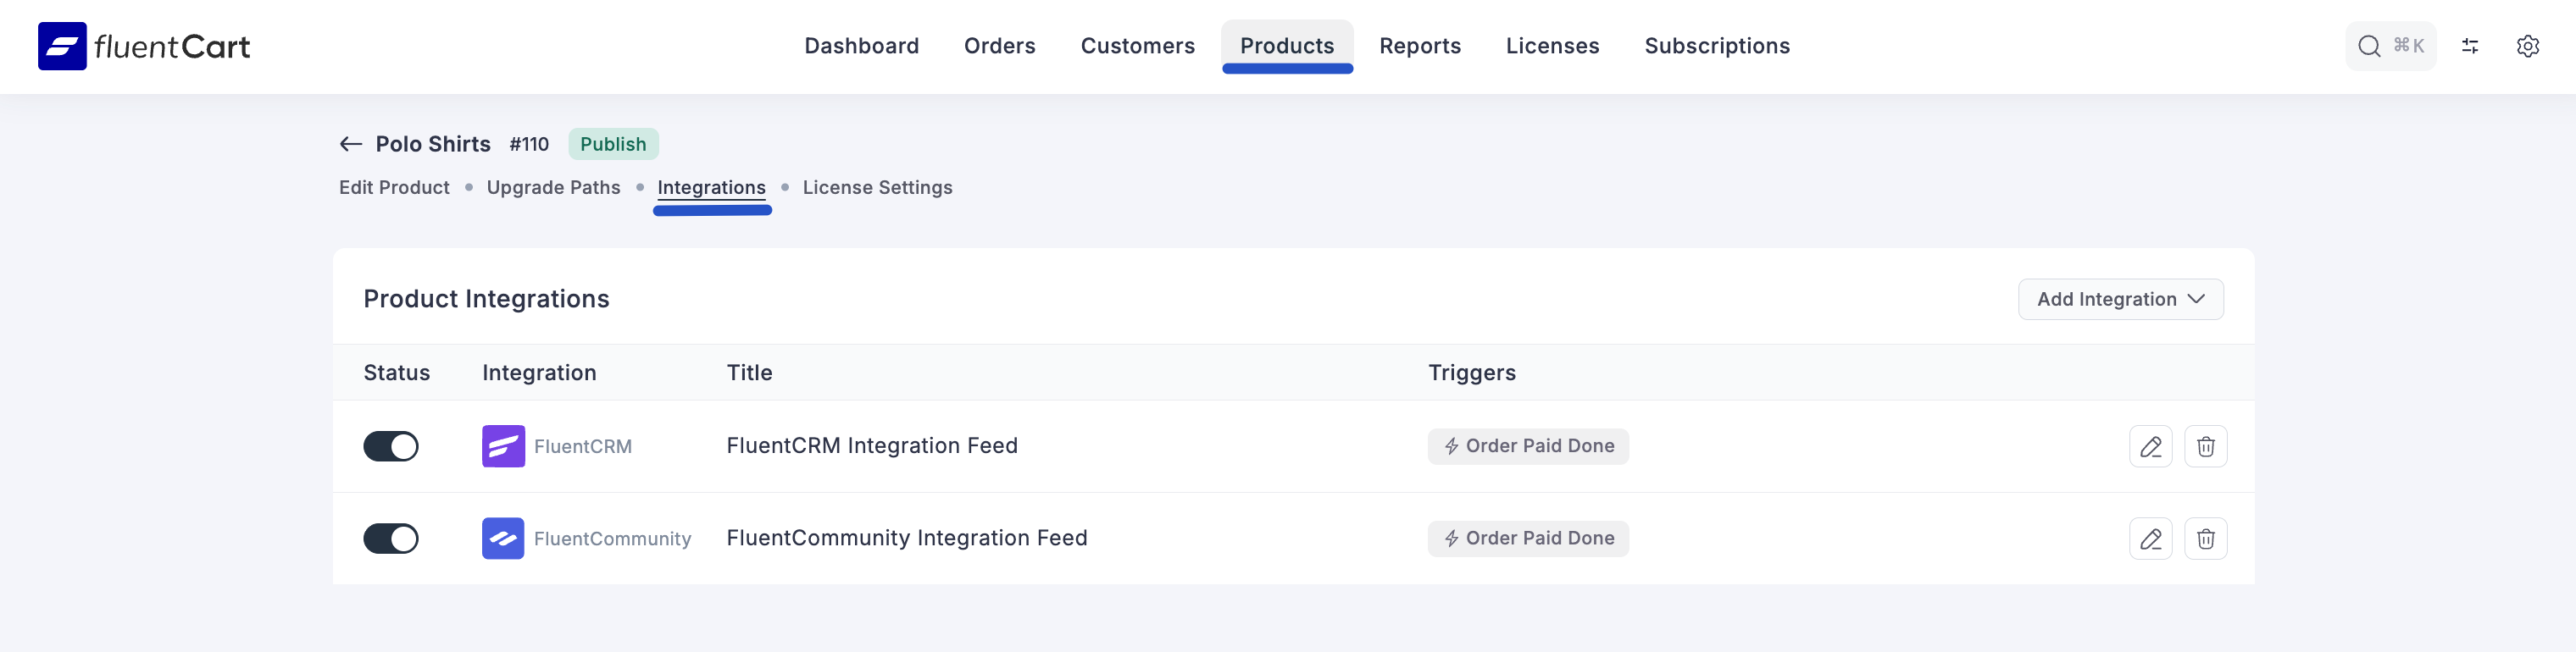 fluentCart Dashboard Orders Customers Products Reports Licenses Subscriptions ⌘K
Polo Shirts #110 Publish
Edit Product • Upgrade Paths • Integrations • License Settings
Product Integrations Add Integration
Status Integration Title Triggers
FluentCRM FluentCRM Integration Feed Order Paid Done
FluentCommunity FluentCommunity Integration Feed Order Paid Done